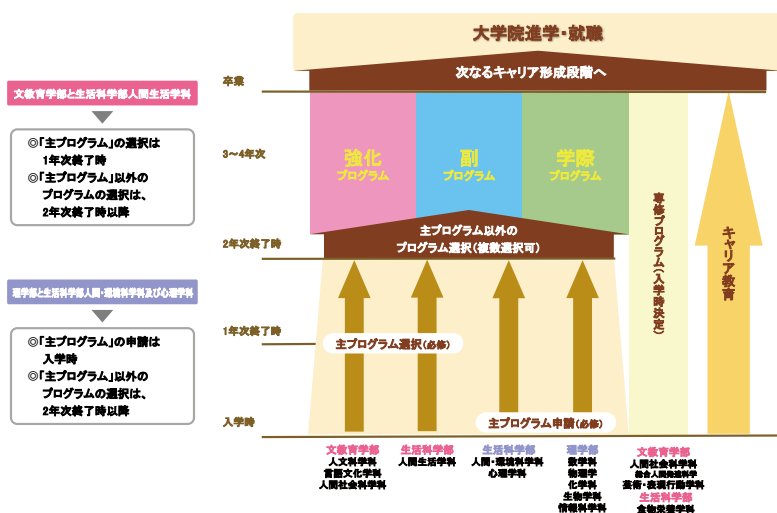 大学院進学・就職
次なるキャリア形成段階へ
卒業
文教育学部と生活科学部人間生活学科
◎「主プログラム」の選択は
1年次終了時
◎「主プログラム」以外の
プログラムの選択は、
2年次終了時以降
3〜4年次
強化
プログラム
副
プログラム
学際
プログラム
専修プログラム(入学時決定)
キャリア教育
主プログラム以外の
プログラム選択(複数選択可)
2年次終了時
理学部と生活科学部人間・環境科学科及び心理学科
◎「主プログラム」の申請は
入学時
◎「主プログラム」以外の
プログラムの選択は、
2年次終了時以降
1年次終了時
主プログラム選択(必修)
入学時
主プログラム申請(必修)
文教育学部
人文科学科
言語文化学科
人間社会科学科
生活科学部
人間生活学科
生活科学部
人間・環境科学科
心理学科
理学部
数学科
物理学
化学科
生物学科
情報科学科
文教育学部
人間社会科学科
総合人間発達科学
芸術・表現行動学科
生活科学部
食物栄養学科